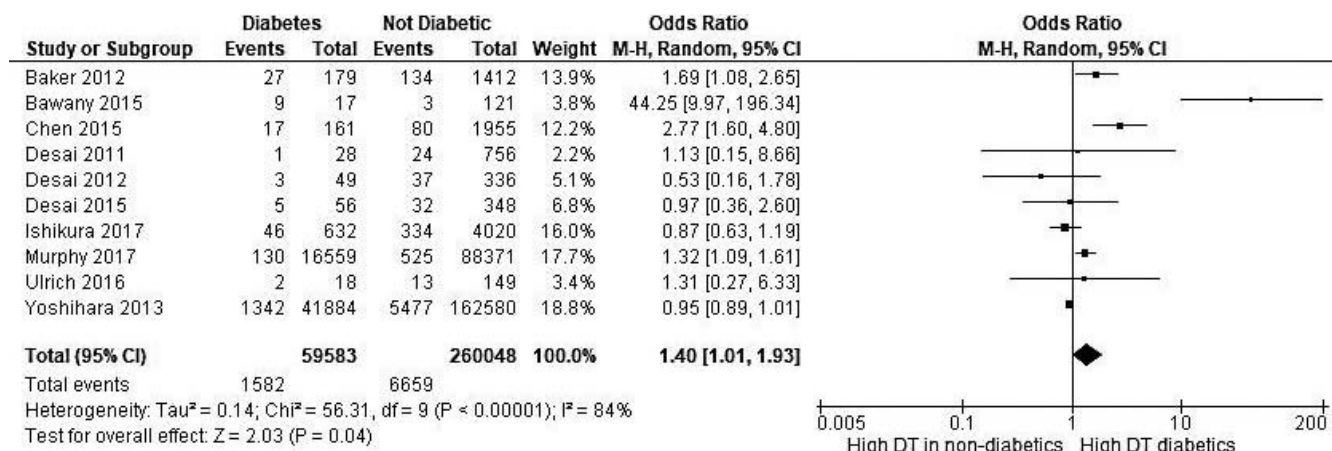 Diabetes Not Diabetic Odds Ratio Odds Ratio
Study or Subgroup Events Total Events Total Weight M-H, Random, 95% CI M-H, Random, 95% CI
Baker 2012 27 179 134 1412 13.9% 1.69 [1.08, 2.65]
Bawany 2015 9 17 3 121 3.8% 44.25 [9.97, 196.34]
Chen 2015 17 161 80 1955 12.2% 2.77 [1.60, 4.80]
Desai 2011 1 28 24 756 2.2% 1.13 [0.15, 8.66]
Desai 2012 3 49 37 336 5.1% 0.53 [0.16, 1.78]
Desai 2015 5 56 32 348 6.8% 0.97 [0.36, 2.60]
Ishikura 2017 46 632 334 4020 16.0% 0.87 [0.63, 1.19]
Murphy 2017 130 16559 525 88371 17.7% 1.32 [1.09, 1.61]
Ulrich 2016 2 18 13 149 3.4% 1.31 [0.27, 6.33]
Yoshihara 2013 1342 41884 5477 162580 18.8% 0.95 [0.89, 1.01]
Total (95% CI) 59583 260048 100.0% 1.40 [1.01, 1.93]
Total events 1582 6659
Heterogeneity: Tau² = 0.14; Chi² = 56.31, df = 9 (P < 0.00001); I² = 84%
Test for overall effect: Z = 2.03 (P = 0.04)
0.005 0.1 1 10 200
High DT in non-diabetics High DT diabetics